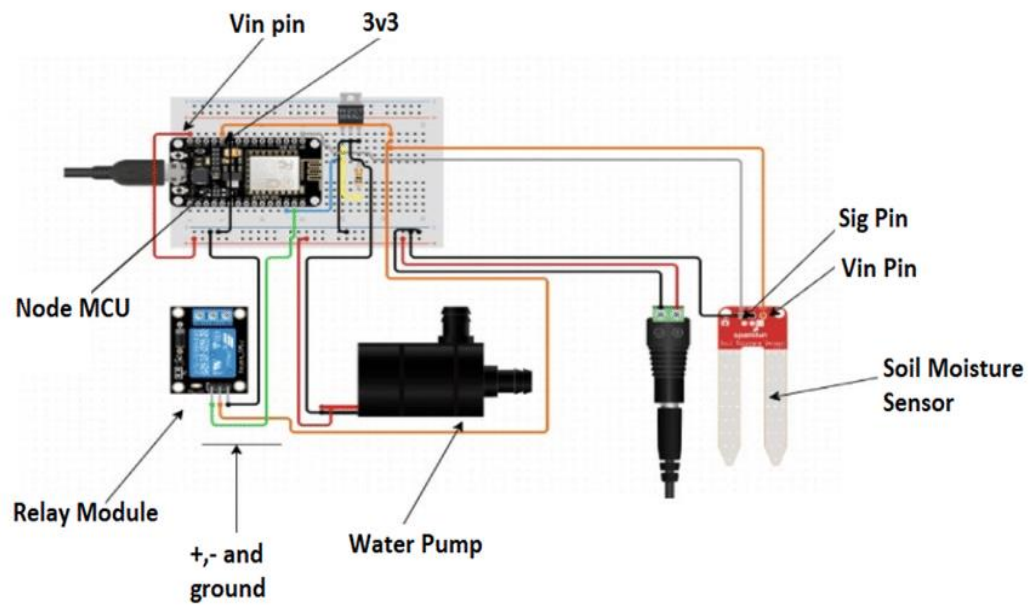 Vin pin
3v3
Sig Pin
Vin Pin
Node MCU
Soil Moisture
Sensor
Relay Module
+,- and
ground
Water Pump